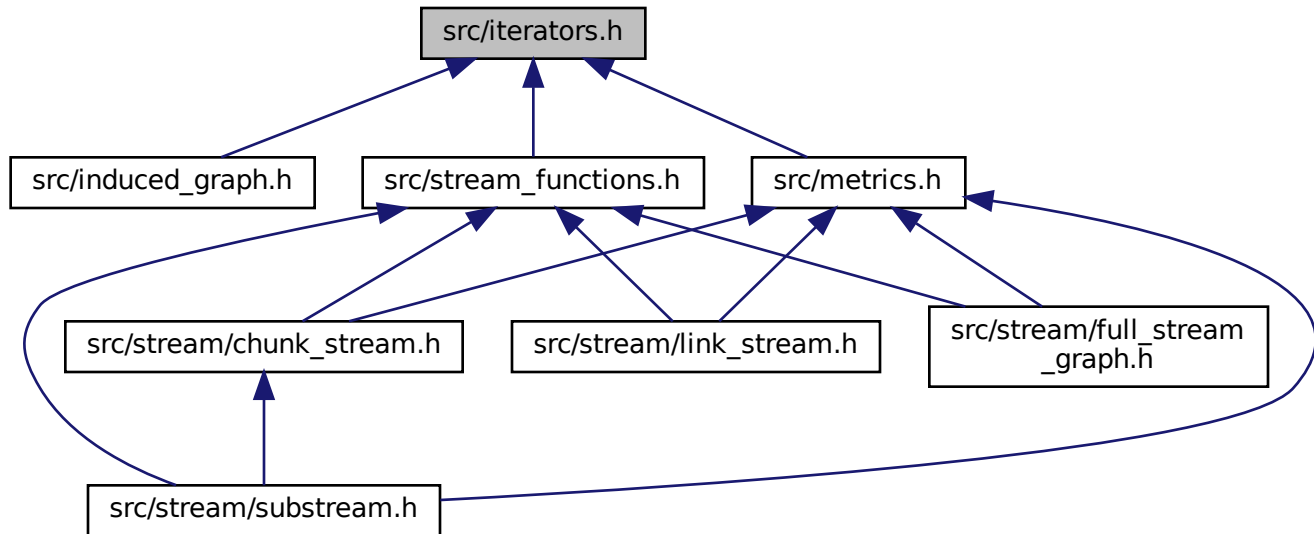 src/iterators.h
src/induced_graph.h
src/stream_functions.h
src/metrics.h
src/stream/chunk_stream.h
src/stream/link_stream.h
src/stream/full_stream
_graph.h
src/stream/substream.h